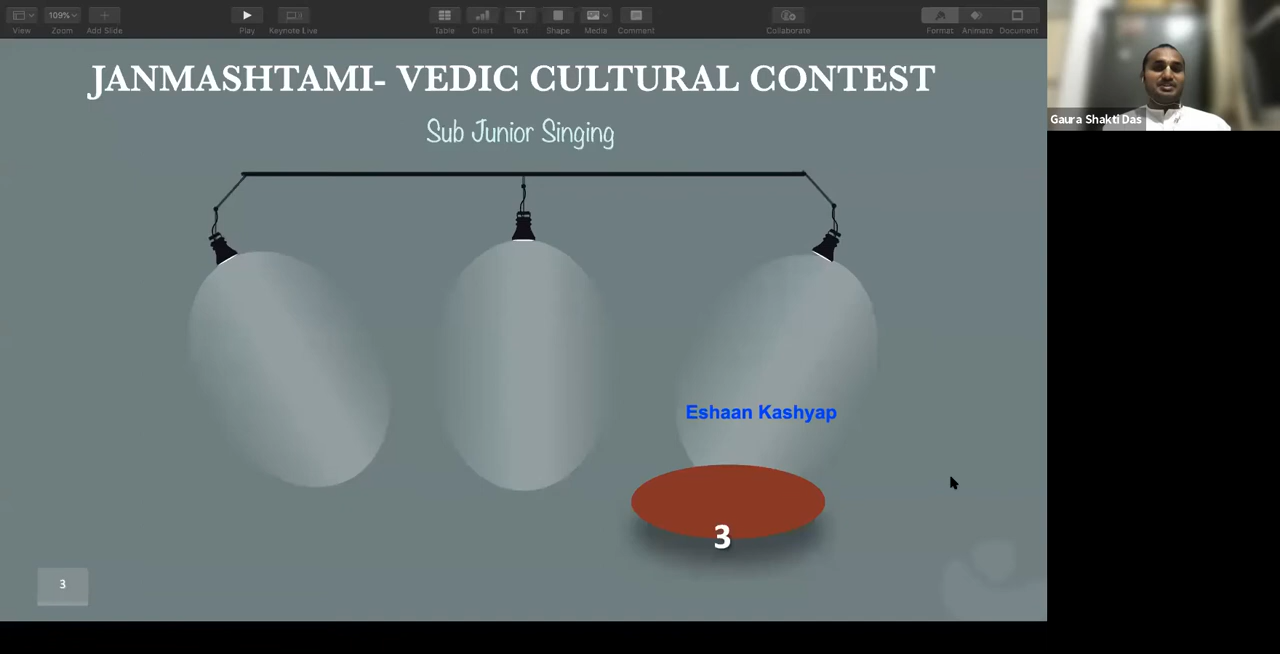 View
109%
Zoom
Add Slide
Play
Keynote Live
Table
Chart
Text
Shape
Media
Comment
Collaborate
Format
Animate
Document
JANMASHTAMI- VEDIC CULTURAL CONTEST
Sub Junior Singing
Gaura Shakti Das
Eshaan Kashyap
3
3